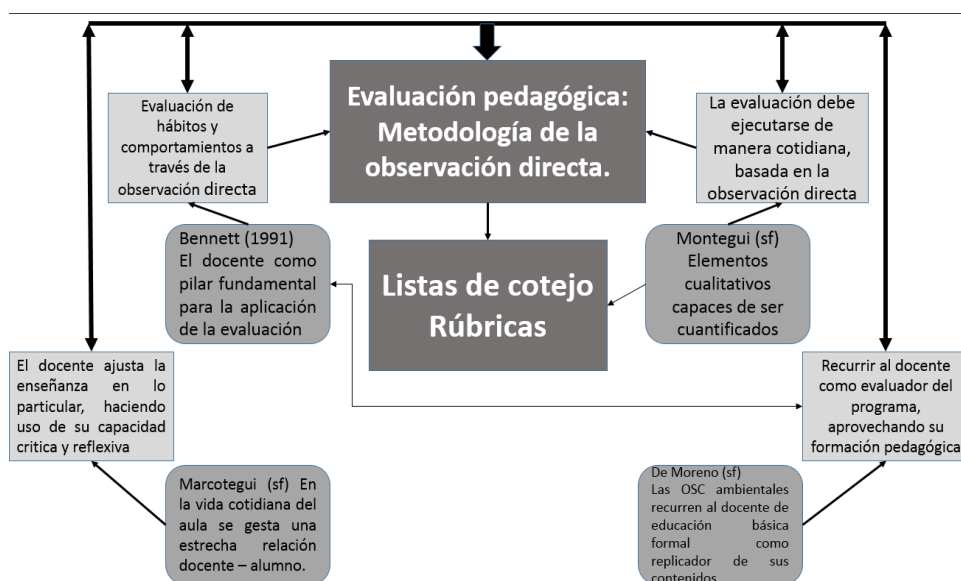 Evaluación pedagógica:
Metodología de la
observación directa.
Evaluación de
hábitos y
comportamientos a
través de la
observación directa
La evaluación debe
ejecutarse de
manera cotidiana,
basada en la
observación directa
Bennett (1991)
El docente como
pilar fundamental
para la aplicación
de la evaluación
Listas de cotejo
Rúbricas
Montegui (sf)
Elementos
cualitativos
capaces de ser
cuantificados
El docente ajusta la
enseñanza en lo
particular, haciendo
uso de su capacidad
critica y reflexiva
Recurrir al docente
como evaluador del
programa,
aprovechando su
formación pedagógica
Marcotegui (sf) En
la vida cotidiana del
aula se gesta una
estrecha relación
docente – alumno.
De Moreno (sf)
Las OSC ambientales
recurren al docente de
educación básica
formal como
replicador de sus
contenidos